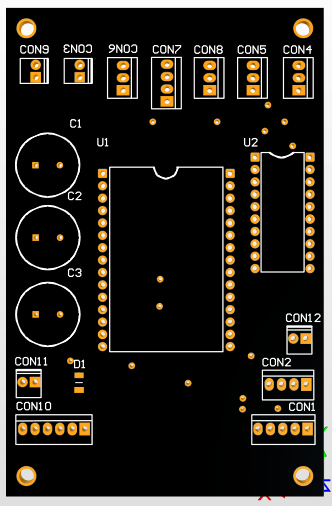 CON9 CON3 CON6 CON7 CON8 CON5 CON4
C1
U1 U2
C2
C3
CON12
CON11 D1 CON2
CON10 CON1
X Z